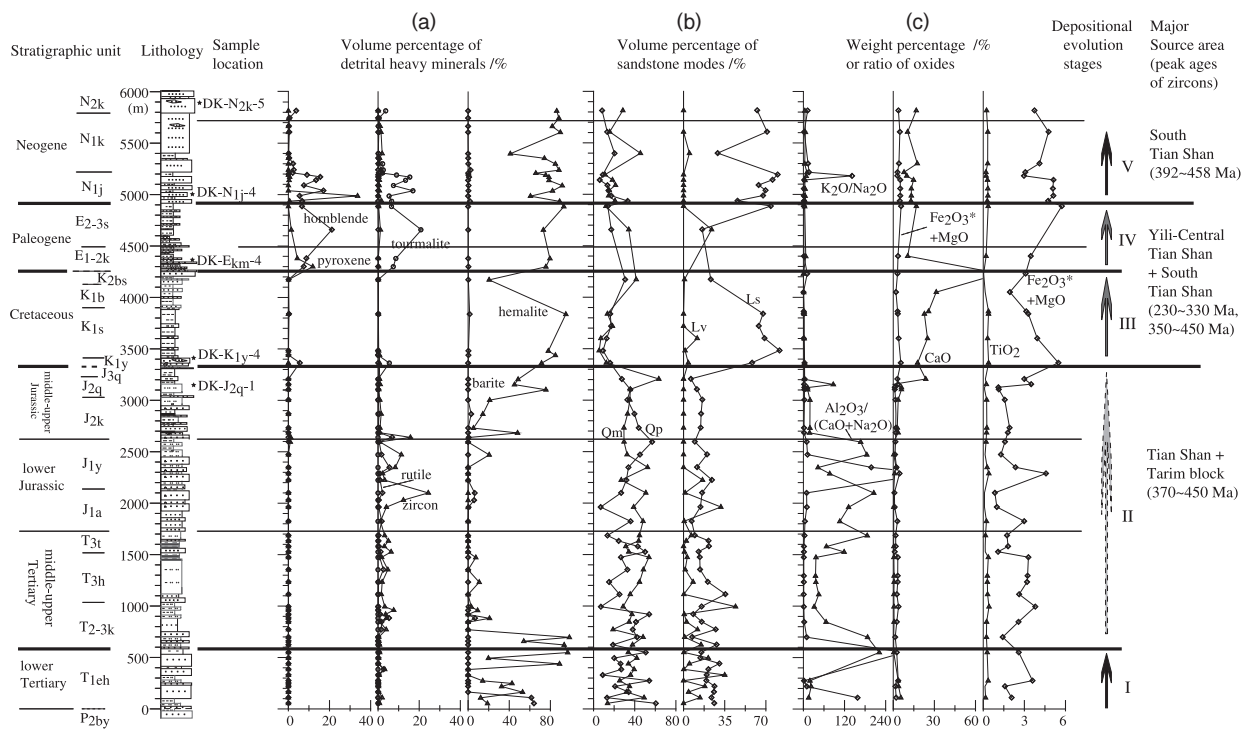 (a)
(b)
(c)
Stratigraphic unit
Lithology
Sample
location
Volume percentage of
detrital heavy minerals /%
Volume percentage of
sandstone modes /%
Weight percentage /%
or ratio of oxides
Depositional
evolution
stages
Major
Source area
(peak ages
of zircons)
Neogene
N2k
N1k
N1j
Paleogene
E2-3s
E1-2k
Cretaceous
K2bs
K1b
K1s
K1y
middle-upper
Jurassic
J3q
J2q
J2k
lower
Jurassic
J1y
J1a
middle-upper
Tertiary
T3t
T3h
T2-3k
lower
Tertiary
T1eh
P2by
6000
(m)
5500
5000
4500
4000
3500
3000
2500
2000
1500
1000
500
0
★DK-N2k-5
★DK-N1j-4
★DK-Ekm-4
★DK-K1y-4
★DK-J2q-1
hornblende
pyroxene
tourmalite
hemalite
barite
rutile
zircon
Ls
Lv
Qm
Qp
K2O/Na2O
Fe2O3*
+MgO
Fe2O3*
+MgO
CaO
TiO2
Al2O3/
(CaO+Na2O)
V
IV
III
II
I
South
Tian Shan
(392~458 Ma)
Yili-Central
Tian Shan
+ South
Tian Shan
(230~330 Ma,
350~450 Ma)
Tian Shan +
Tarim block
(370~450 Ma)
0 20 40 0 20 40 0 40 80 0 40 80 0 35 70 0 120 240 0 30 60 0 3 6